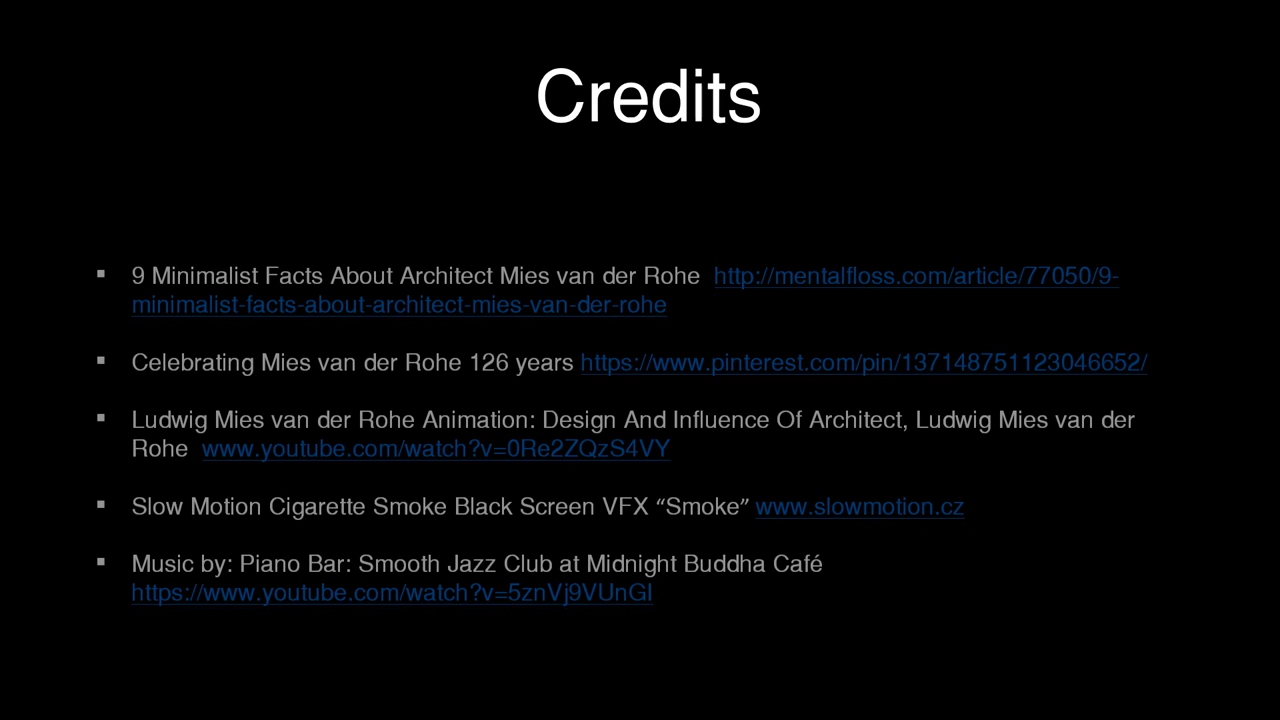 Credits
▪ 9 Minimalist Facts About Architect Mies van der Rohe http://mentalfloss.com/article/77050/9-
minimalist-facts-about-architect-mies-van-der-rohe
▪ Celebrating Mies van der Rohe 126 years https://www.pinterest.com/pin/137148751123046652/
▪ Ludwig Mies van der Rohe Animation: Design And Influence Of Architect, Ludwig Mies van der
Rohe www.youtube.com/watch?v=0Re2ZQzS4VY
▪ Slow Motion Cigarette Smoke Black Screen VFX “Smoke” www.slowmotion.cz
▪ Music by: Piano Bar: Smooth Jazz Club at Midnight Buddha Café
https://www.youtube.com/watch?v=5znVj9VUnGI